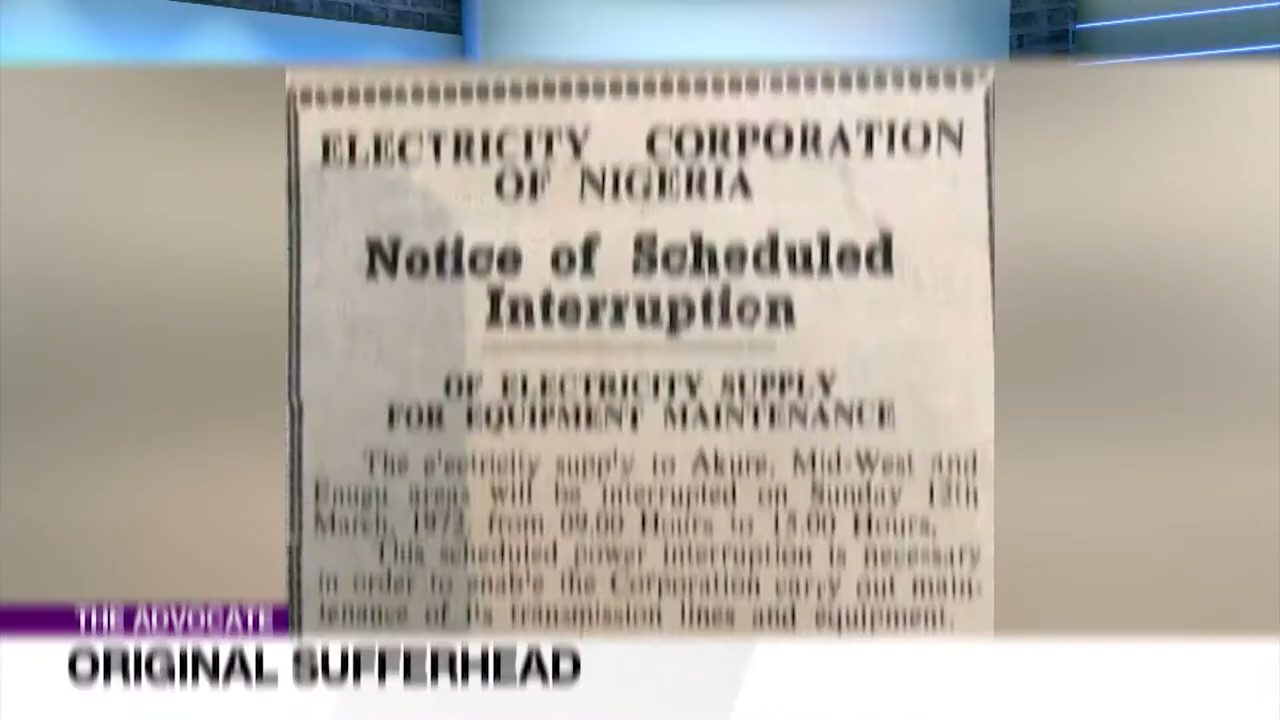 ELECTRICITY CORPORATION
OF NIGERIA
Notice of Scheduled
Interruption
OF ELECTRICITY SUPPLY
FOR EQUIPMENT MAINTENANCE
The electricity supply to Akure, Mid-West and
Enugu areas will be interrupted on Sunday 12th
March, 1972 from 09.00 Hours to 15.00 Hours.
This scheduled power interruption is necessary
in order to enable the Corporation carry out main-
tenance of its transmission lines and equipment.
THE ADVOCATE
ORIGINAL SUFFERHEAD